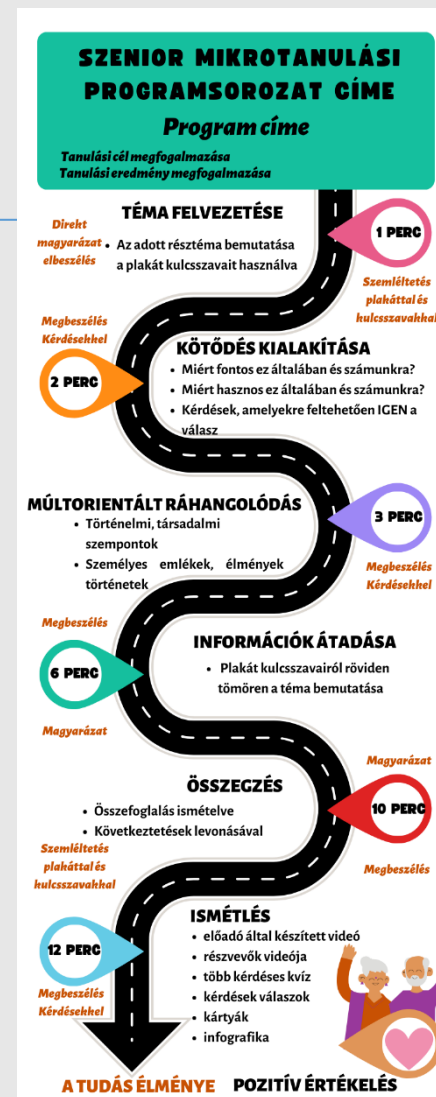 SZENIOR MIKROTANULÁSI
PROGRAMSOROZAT CÍME
Program címe
Tanulási cél megfogalmazása
Tanulási eredmény megfogalmazása
TÉMA FELVEZETÉSE
Direkt
magyarázat
elbeszélés
• Az adott résztéma bemutatása
a plakát kulcsszavait használva
1 PERC
Szemléltetés
plakáttal és
kulcsszavakkal
Megbeszélés
Kérdésekkel
2 PERC
KÖTŐDÉS KIALAKÍTÁSA
• Miért fontos ez általában és számunkra?
• Miért hasznos ez általában és számunkra?
• Kérdések, amelyekre feltehetően IGEN a
válasz
MÚLTORIENTÁLT RÁHANGOLÓDÁS
• Történelmi, társadalmi
szempontok
• Személyes emlékek, élmények
történetek
3 PERC
Megbeszélés
Kérdésekkel
Megbeszélés
6 PERC
Magyarázat
INFORMÁCIÓK ÁTADÁSA
• Plakát kulcsszavairól röviden
tömören a téma bemutatása
Magyarázat
10 PERC
Megbeszélés
ÖSSZEGZÉS
• Összefoglalás ismételve
• Következtetések levonásával
Szemléltetés
plakáttal és
kulcsszavakkal
12 PERC
Megbeszélés
Kérdésekkel
ISMÉTLÉS
• előadó által készített videó
• részvevők videója
• több kérdéses kvíz
• kérdések válaszok
• kártyák
• infografika
A TUDÁS ÉLMÉNYE POZITÍV ÉRTÉKELÉS